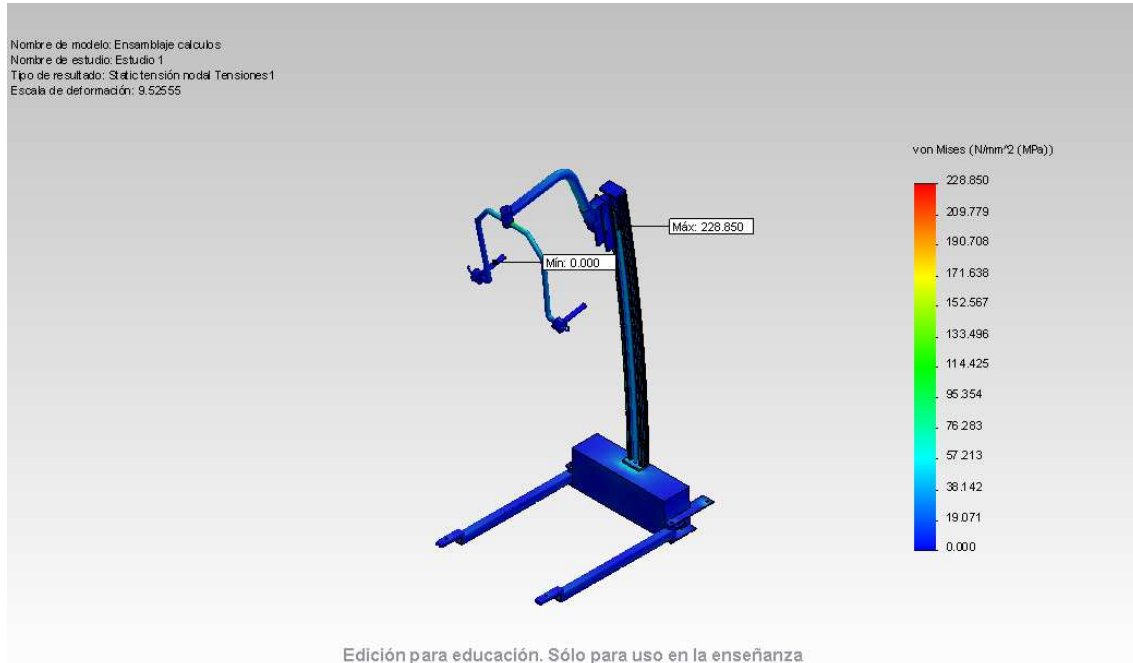 Nombre de modelo: Ensamblaje calculos
Nombre de estudio: Estudio 1
Tipo de resultado: Static tensión nodal Tensiones1
Escala de deformación: 9.52555
von Mises (N/mm^2 (MPa))
228.850
209.779
190.708
171.638
152.567
133.496
114.425
95.354
76.283
57.213
38.142
19.071
0.000
Máx: 228.850
Mín: 0.000
Edición para educación. Sólo para uso en la enseñanza